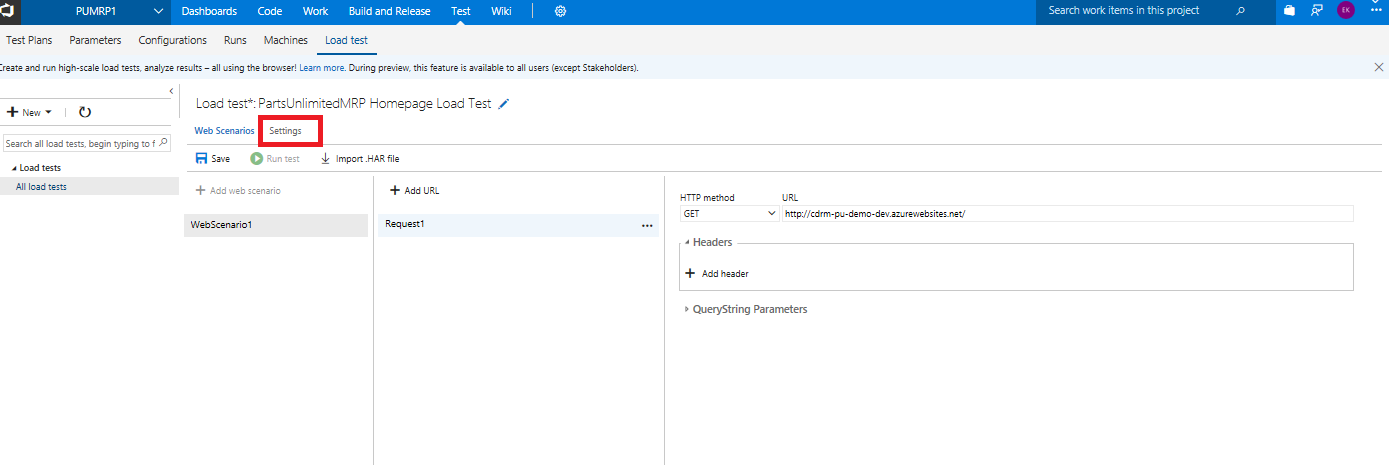 PUMRP1 Dashboards Code Work Build and Release Test Wiki Search work items in this project EK
Test Plans Parameters Configurations Runs Machines Load test
Create and run high-scale load tests, analyze results – all using the browser! Learn more. During preview, this feature is available to all users (except Stakeholders).
Load test*: PartsUnlimitedMRP Homepage Load Test
New
Web Scenarios Settings
Search all load tests, begin typing to f
Save Run test Import .HAR file
Load tests
All load tests
Add web scenario Add URL
HTTP method URL
GET http://cdrm-pu-demo-dev.azurewebsites.net/
WebScenario1 Request1 ...
Headers
Add header
QueryString Parameters